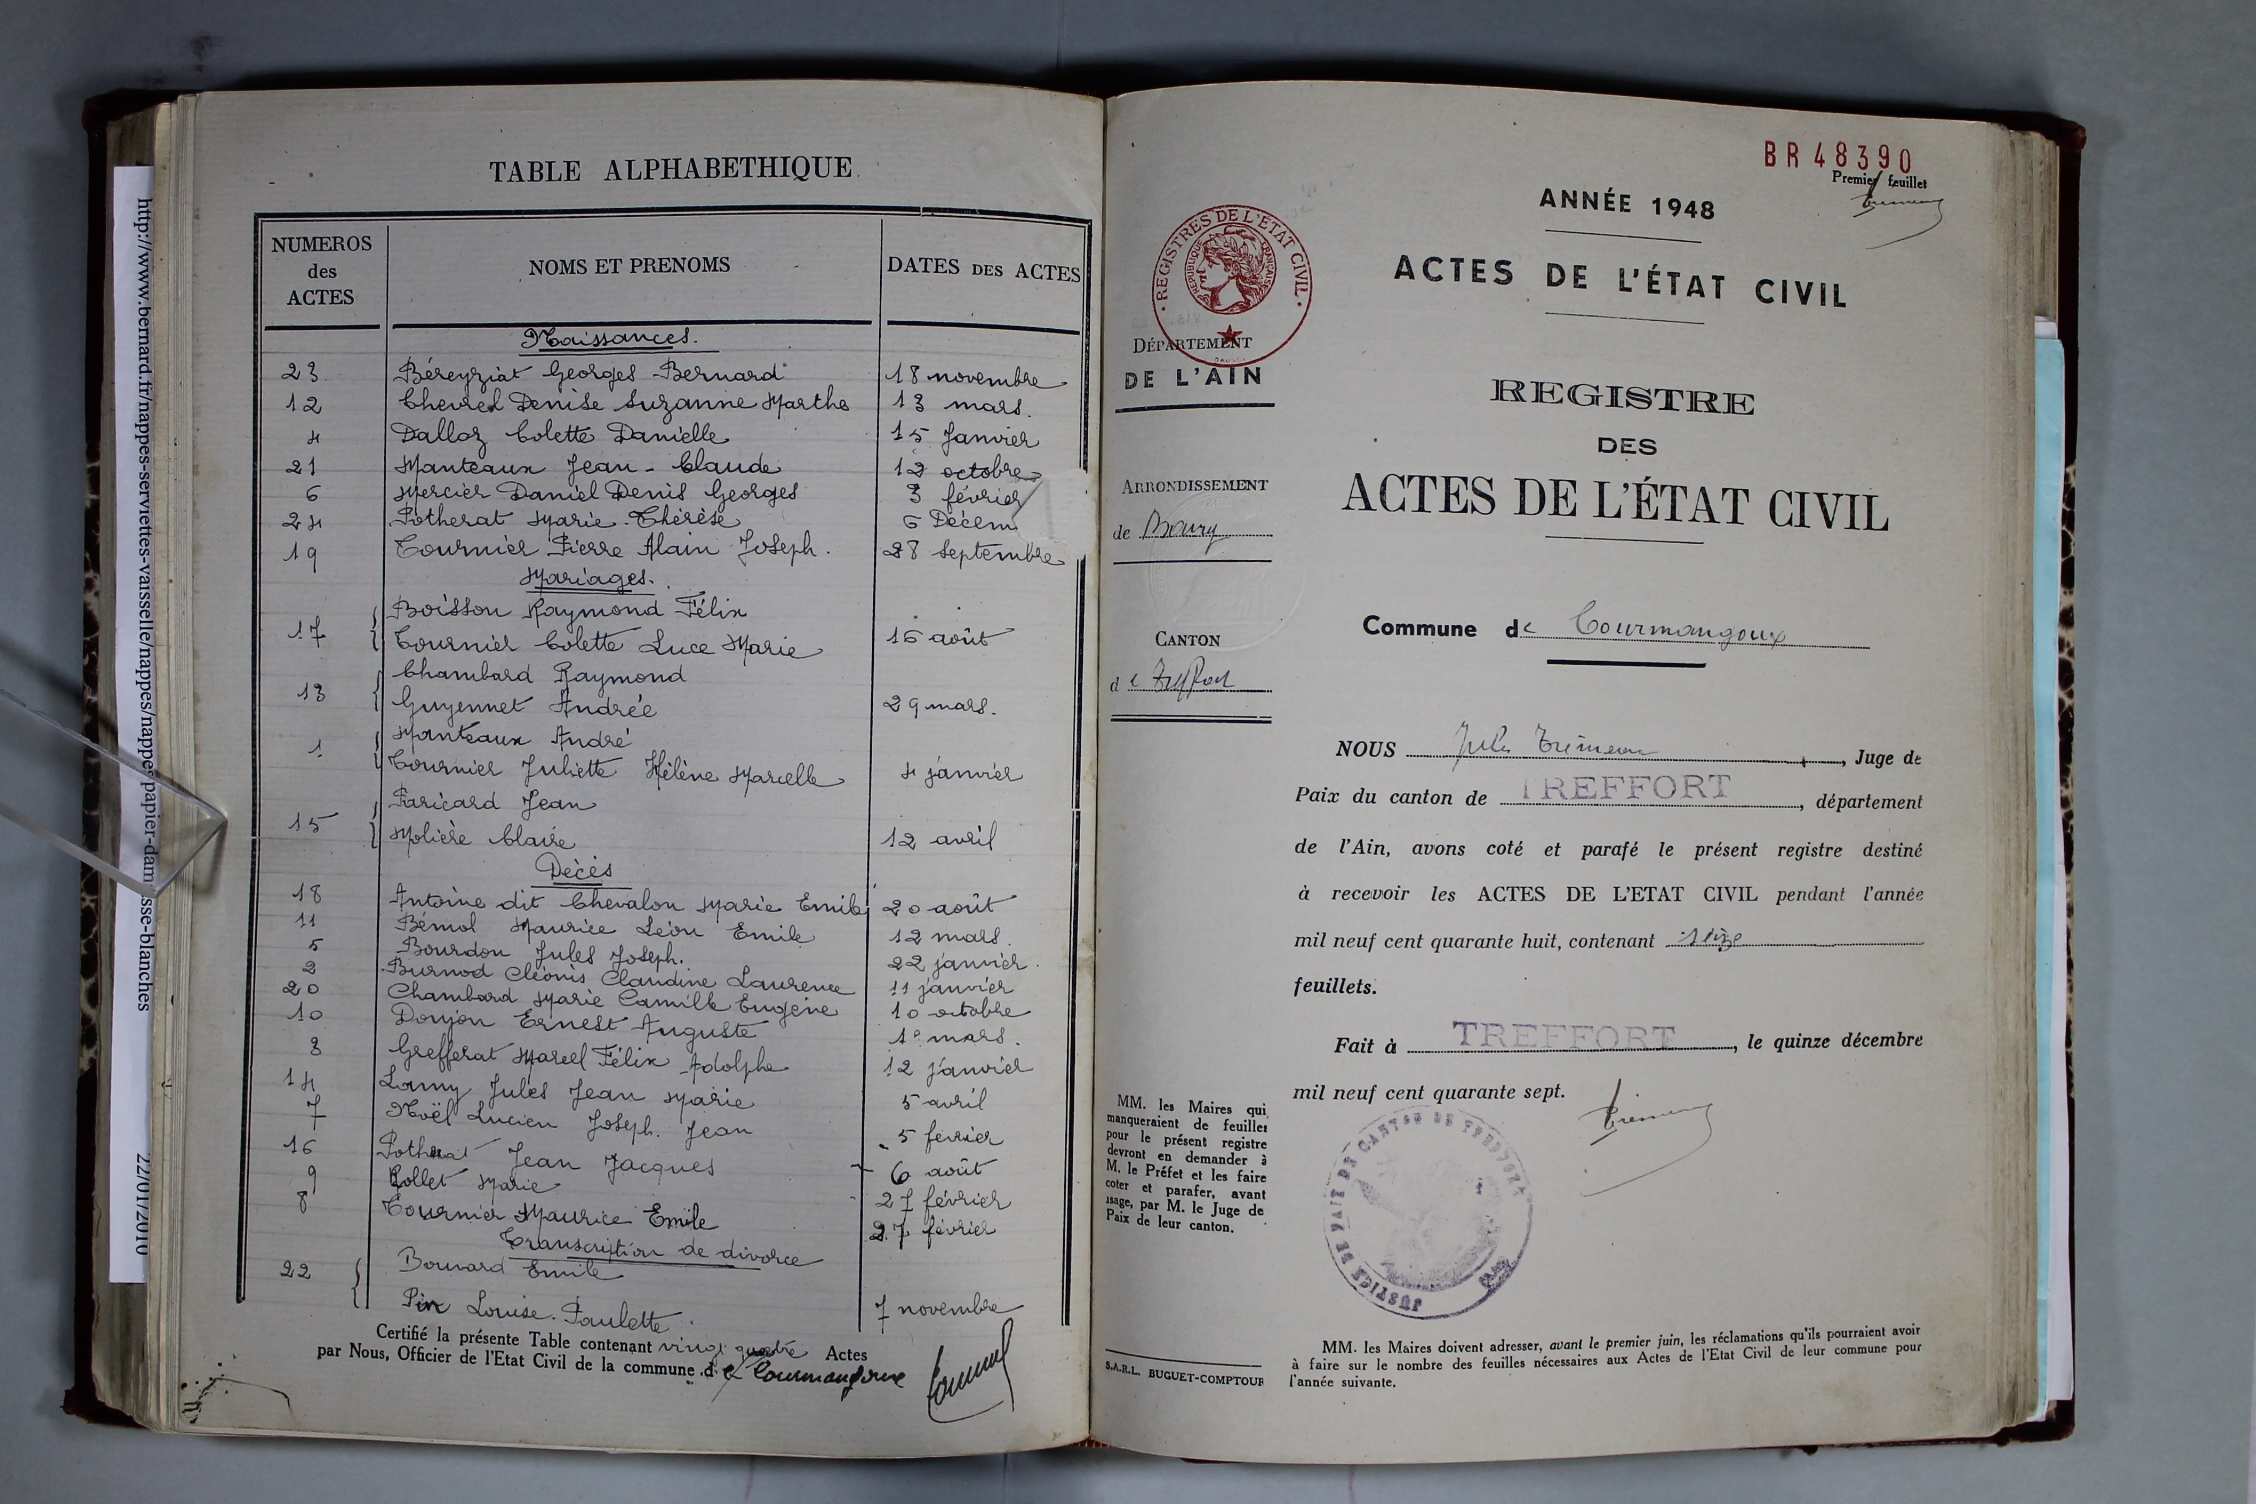 TABLE ALPHABETHIQUE
NUMEROS des ACTES
NOMS ET PRENOMS
DATES DES ACTES
Naissances.
23 Béreyziat Georges Bernard 18 novembre
12 Chevrel Denise Suzanne Marthe 13 mars.
4 Dalloz Colette Danielle 15 Janvier
21 Manteaux Jean-Claude 12 octobre
6 Mercier Daniel Denis Georges 3 février
24 Potherat Marie-Thérèse 6 Décem
19 Tournier Pierre Alain Joseph. 28 septembre
Mariages.
Boisson Raymond Félix
17 Tournier Colette Luce Marie 16 août
Chambard Raymond
13 Guyennet Andrée 29 mars.
Manteaux André
1 Tournier Juliette Hélène Marcelle 4 janvier
Paricard Jean
15 Molière Claire 12 avril
Décès
18 Antoine dit Chevalon Marie Emile 20 août
11 Bémol Maurice Léon Emile 12 mars.
5 Bourdon Jules Joseph. 22 janvier.
2 Burnod Cléonis Claudine Laurence 11 janvier
20 Chambard Marie Camille Eugène 10 octobre
10 Donjon Ernest Auguste 1° mars.
3 Grefferat Marcel Félix Adolphe 12 janvier
14 Lamy Jules Jean Marie 5 avril
7 Noël Lucien Joseph. Jean 5 février
16 Potherat Jean Jacques 6 août
9 Rollet Marie 27 février
8 Tournier Maurice Emile 27 février
Transcription de divorce
22 Bouvard Emile
Pin Louise Paulette. 7 novembre
Certifié la présente Table contenant vingt quatre Actes
par Nous, Officier de l'Etat Civil de la commune de Courmangoux
http://www.bernard.fr/nappes-serviettes-vaisselle/nappes/nappes-papier-damasse-blanches
22/01/2010
BR 48390
Premier feuillet
ANNÉE 1948
ACTES DE L'ÉTAT CIVIL
REGISTRES DE L'ETAT CIVIL
REPUBLIQUE FRANÇAISE
DÉPARTEMENT
DE L'AIN
REGISTRE
DES
ACTES DE L'ÉTAT CIVIL
ARRONDISSEMENT
de Bourg
Commune de Courmangoux
CANTON
de Treffort
NOUS Jules Trémeau, Juge de
Paix du canton de TREFFORT, département
de l'Ain, avons coté et parafé le présent registre destiné
à recevoir les ACTES DE L'ETAT CIVIL pendant l'année
mil neuf cent quarante huit, contenant seize
feuillets.
Fait à TREFFORT, le quinze décembre
mil neuf cent quarante sept.
JUSTICE DE PAIX DU CANTON DE TREFFORT
MM. les Maires qui
manqueraient de feuilles
pour le présent registre
devront en demander à
M. le Préfet et les faire
coter et parafer, avant
usage, par M. le Juge de
Paix de leur canton.
S.A.R.L. BUGUET-COMPTOUR
MM. les Maires doivent adresser, avant le premier juin, les réclamations qu'ils pourraient avoir
à faire sur le nombre des feuilles nécessaires aux Actes de l'Etat Civil de leur commune pour
l'année suivante.